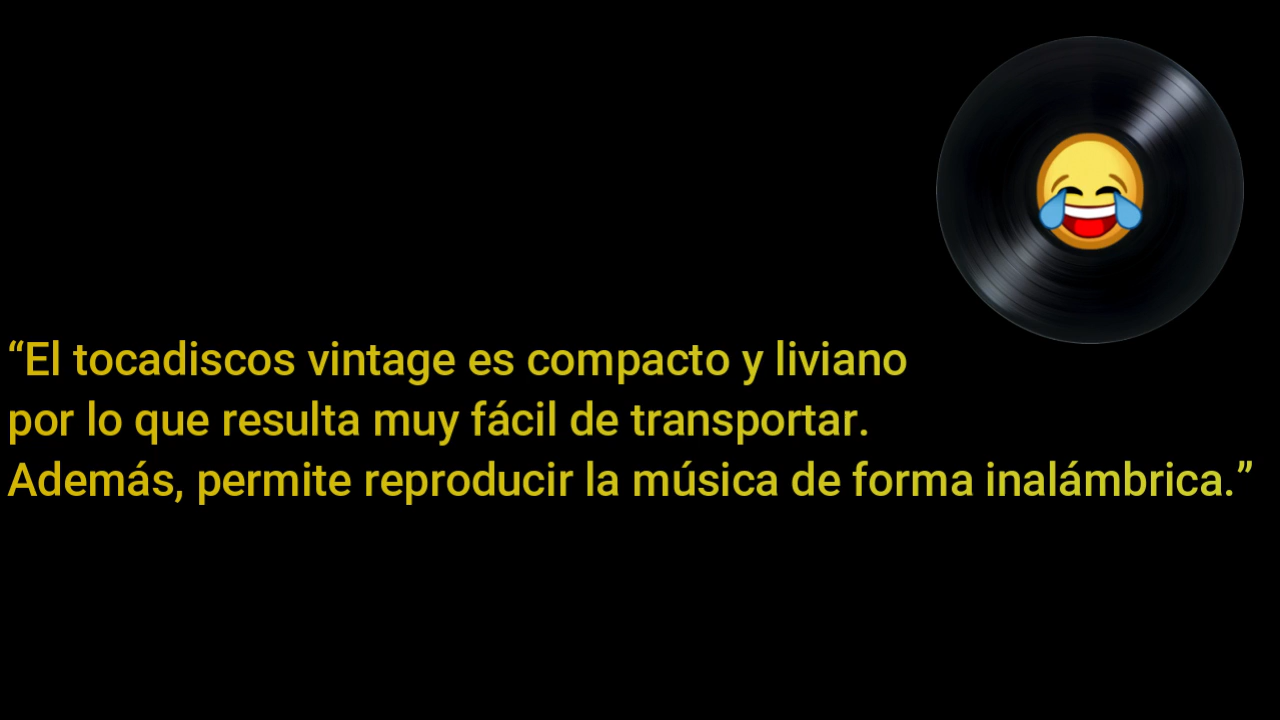 “El tocadiscos vintage es compacto y liviano
por lo que resulta muy fácil de transportar.
Además, permite reproducir la música de forma inalámbrica.”